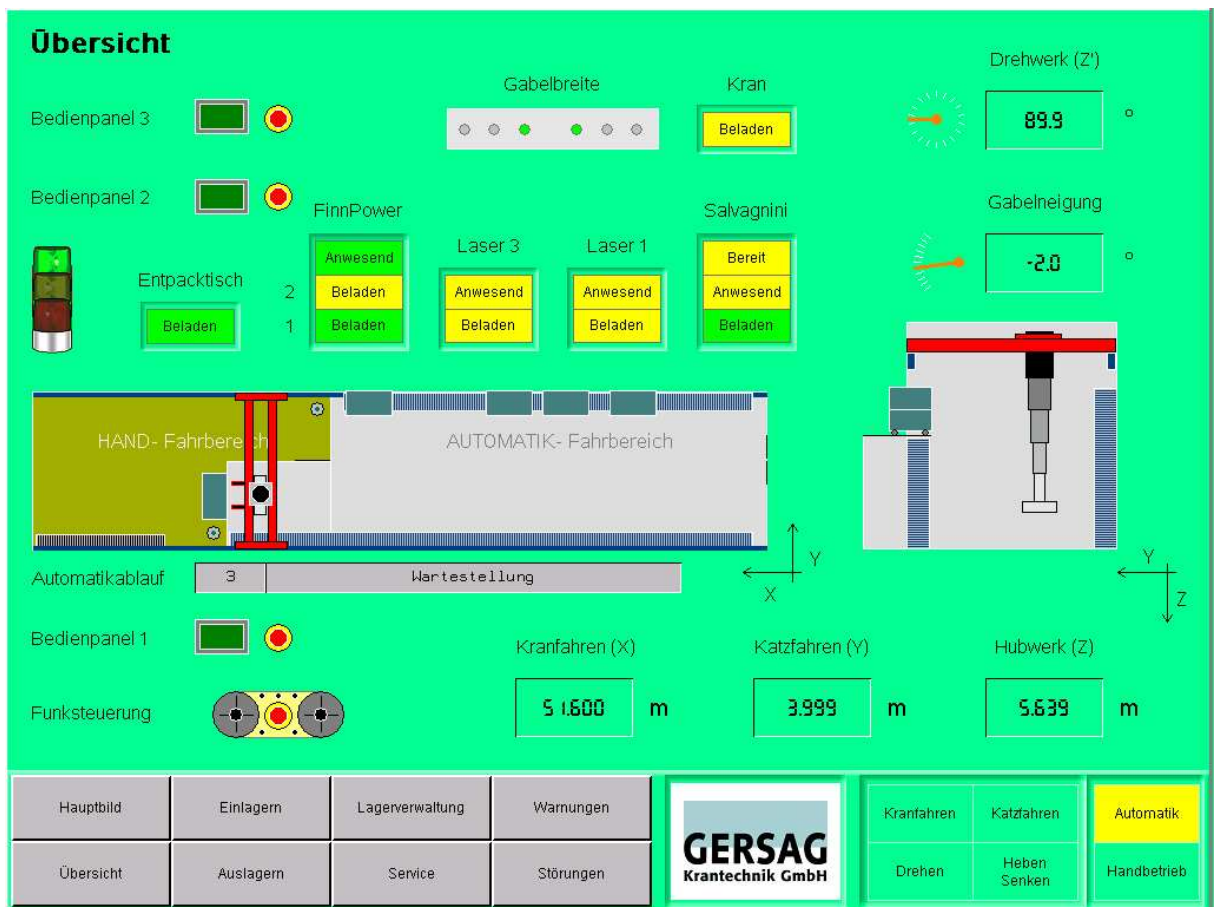 Übersicht
Drehwerk (Z')
Gabelbreite
Kran
Bedienpanel 3
Beladen
89.9 °
Bedienpanel 2
FinnPower
Salvagnini
Gabelneigung
Laser 3
Laser 1
Anwesend
Bereit
-2.0 °
Entpacktisch
2
Beladen
Anwesend
Anwesend
Anwesend
Beladen
1
Beladen
Beladen
Beladen
Beladen
HAND- Fahrbereich
AUTOMATIK- Fahrbereich
Y
X
Y
Z
Automatikablauf
3
Wartestellung
Bedienpanel 1
Kranfahren (X)
Katzfahren (Y)
Hubwerk (Z)
Funksteuerung
51.600 m
3.999 m
5.639 m
Hauptbild
Einlagern
Lagerverwaltung
Warnungen
Übersicht
Auslagern
Service
Störungen
GERSAG
Krantechnik GmbH
Kranfahren
Katzfahren
Automatik
Drehen
Heben
Senken
Handbetrieb